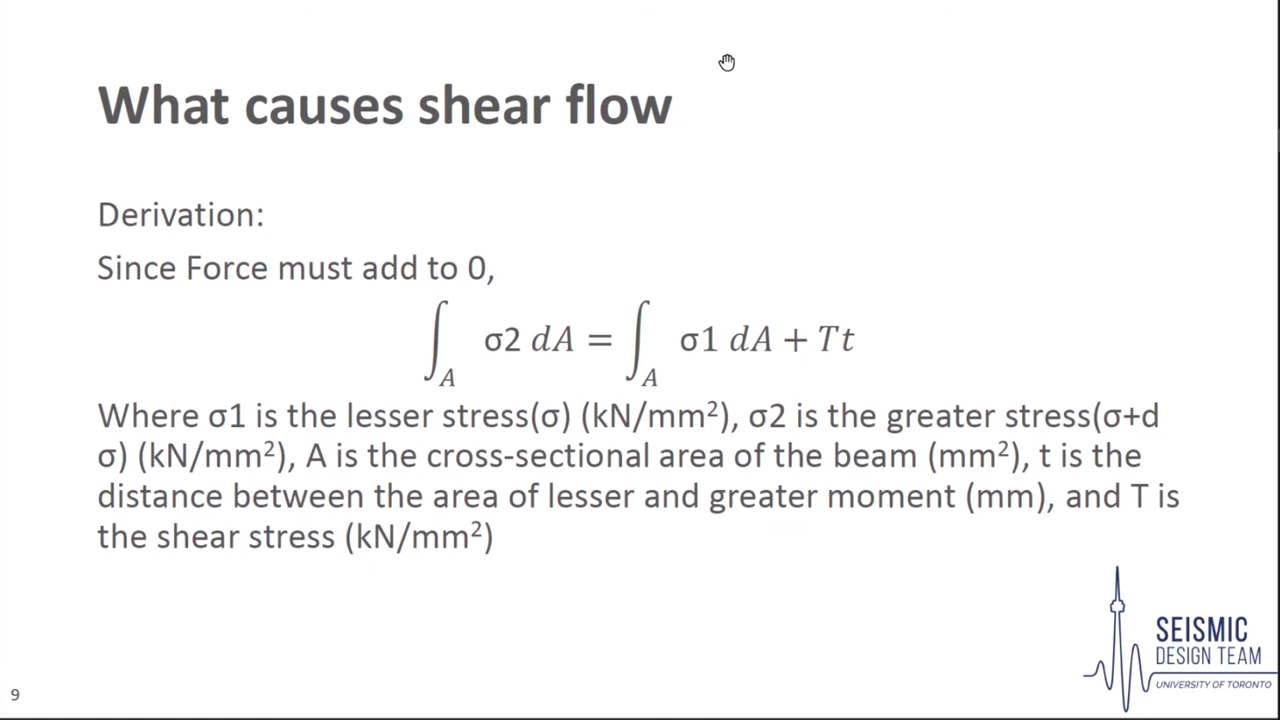 What causes shear flow
Derivation:
Since Force must add to 0,
∫_A σ2 dA = ∫_A σ1 dA + Tt
Where σ1 is the lesser stress(σ) (kN/mm²), σ2 is the greater stress(σ+d
σ) (kN/mm²), A is the cross-sectional area of the beam (mm²), t is the
distance between the area of lesser and greater moment (mm), and T is
the shear stress (kN/mm²)
SEISMIC
DESIGN TEAM
UNIVERSITY OF TORONTO
9